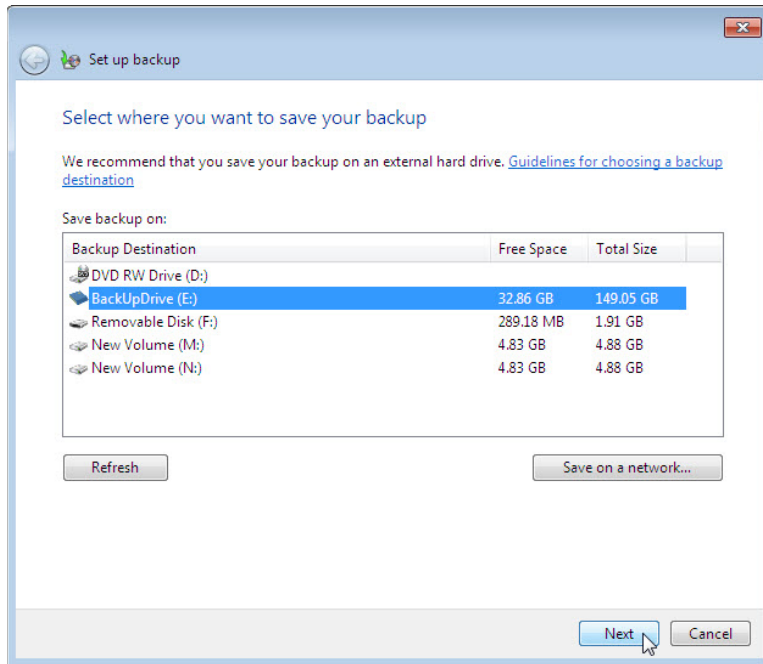 Set up backup
Select where you want to save your backup
We recommend that you save your backup on an external hard drive. Guidelines for choosing a backup
destination
Save backup on:
Backup Destination Free Space Total Size
DVD RW Drive (D:)
BackUpDrive (E:) 32.86 GB 149.05 GB
Removable Disk (F:) 289.18 MB 1.91 GB
New Volume (M:) 4.83 GB 4.88 GB
New Volume (N:) 4.83 GB 4.88 GB
Refresh Save on a network...
Next Cancel